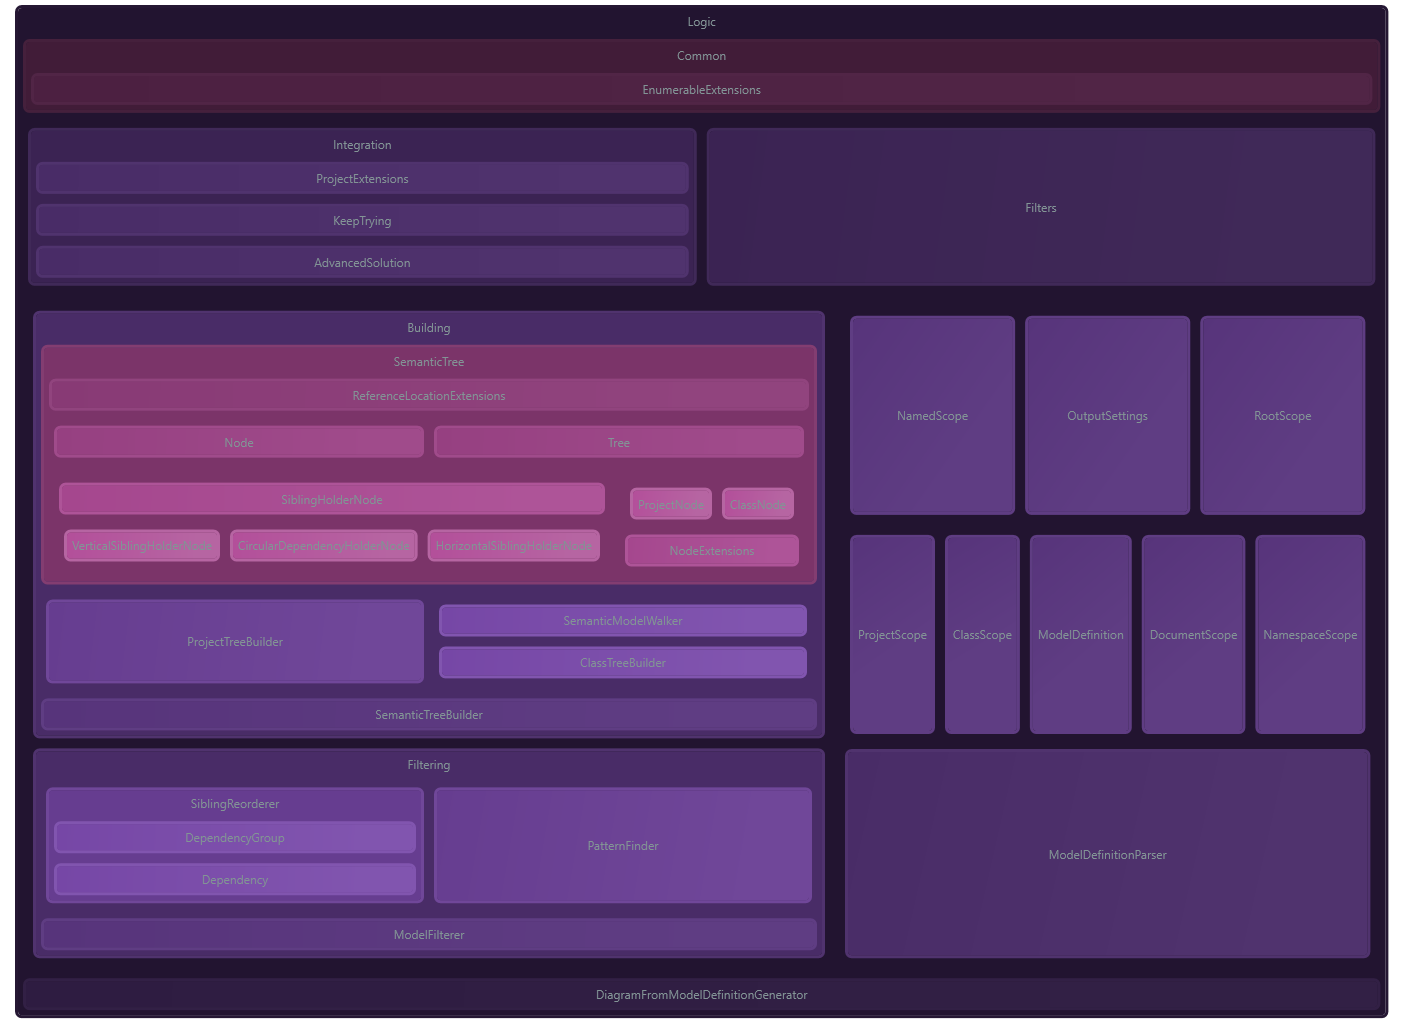 Logic
Common
EnumerableExtensions
Integration
ProjectExtensions
KeepTrying
AdvancedSolution
Filters
Building
SemanticTree
ReferenceLocationExtensions
Node
Tree
SiblingHolderNode
VerticalSiblingHolderNode
CircularDependencyHolderNode
HorizontalSiblingHolderNode
ProjectNode
ClassNode
NodeExtensions
ProjectTreeBuilder
SemanticModelWalker
ClassTreeBuilder
SemanticTreeBuilder
NamedScope
OutputSettings
RootScope
ProjectScope
ClassScope
ModelDefinition
DocumentScope
NamespaceScope
Filtering
SiblingReorderer
DependencyGroup
Dependency
PatternFinder
ModelFilterer
ModelDefinitionParser
DiagramFromModelDefinitionGenerator